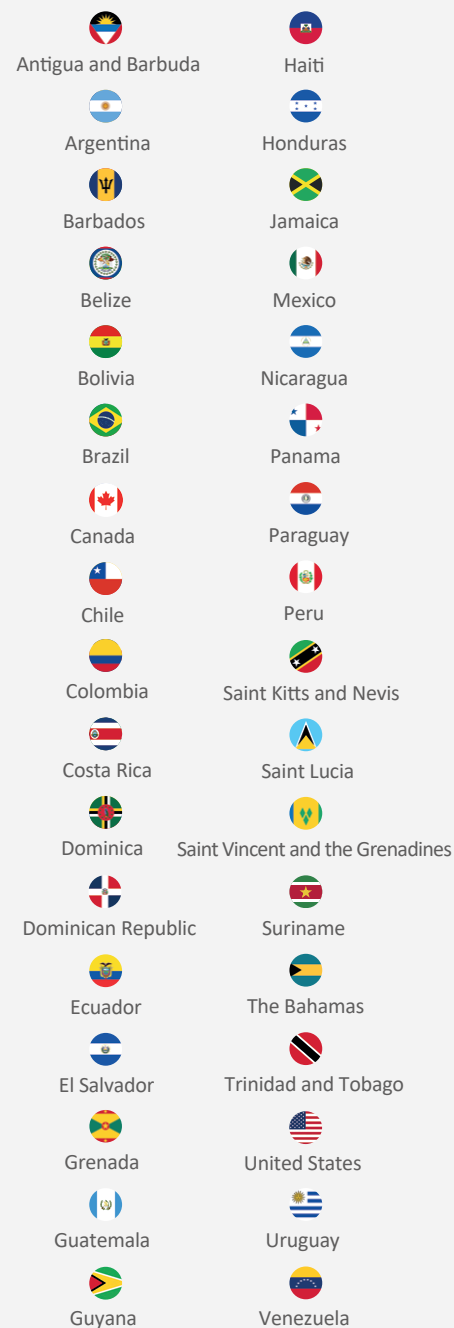 Antigua and Barbuda
Haiti
Argentina
Honduras
Barbados
Jamaica
Belize
Mexico
Bolivia
Nicaragua
Brazil
Panama
Canada
Paraguay
Chile
Peru
Colombia
Saint Kitts and Nevis
Costa Rica
Saint Lucia
Dominica
Saint Vincent and the Grenadines
Dominican Republic
Suriname
Ecuador
The Bahamas
El Salvador
Trinidad and Tobago
Grenada
United States
Guatemala
Uruguay
Guyana
Venezuela